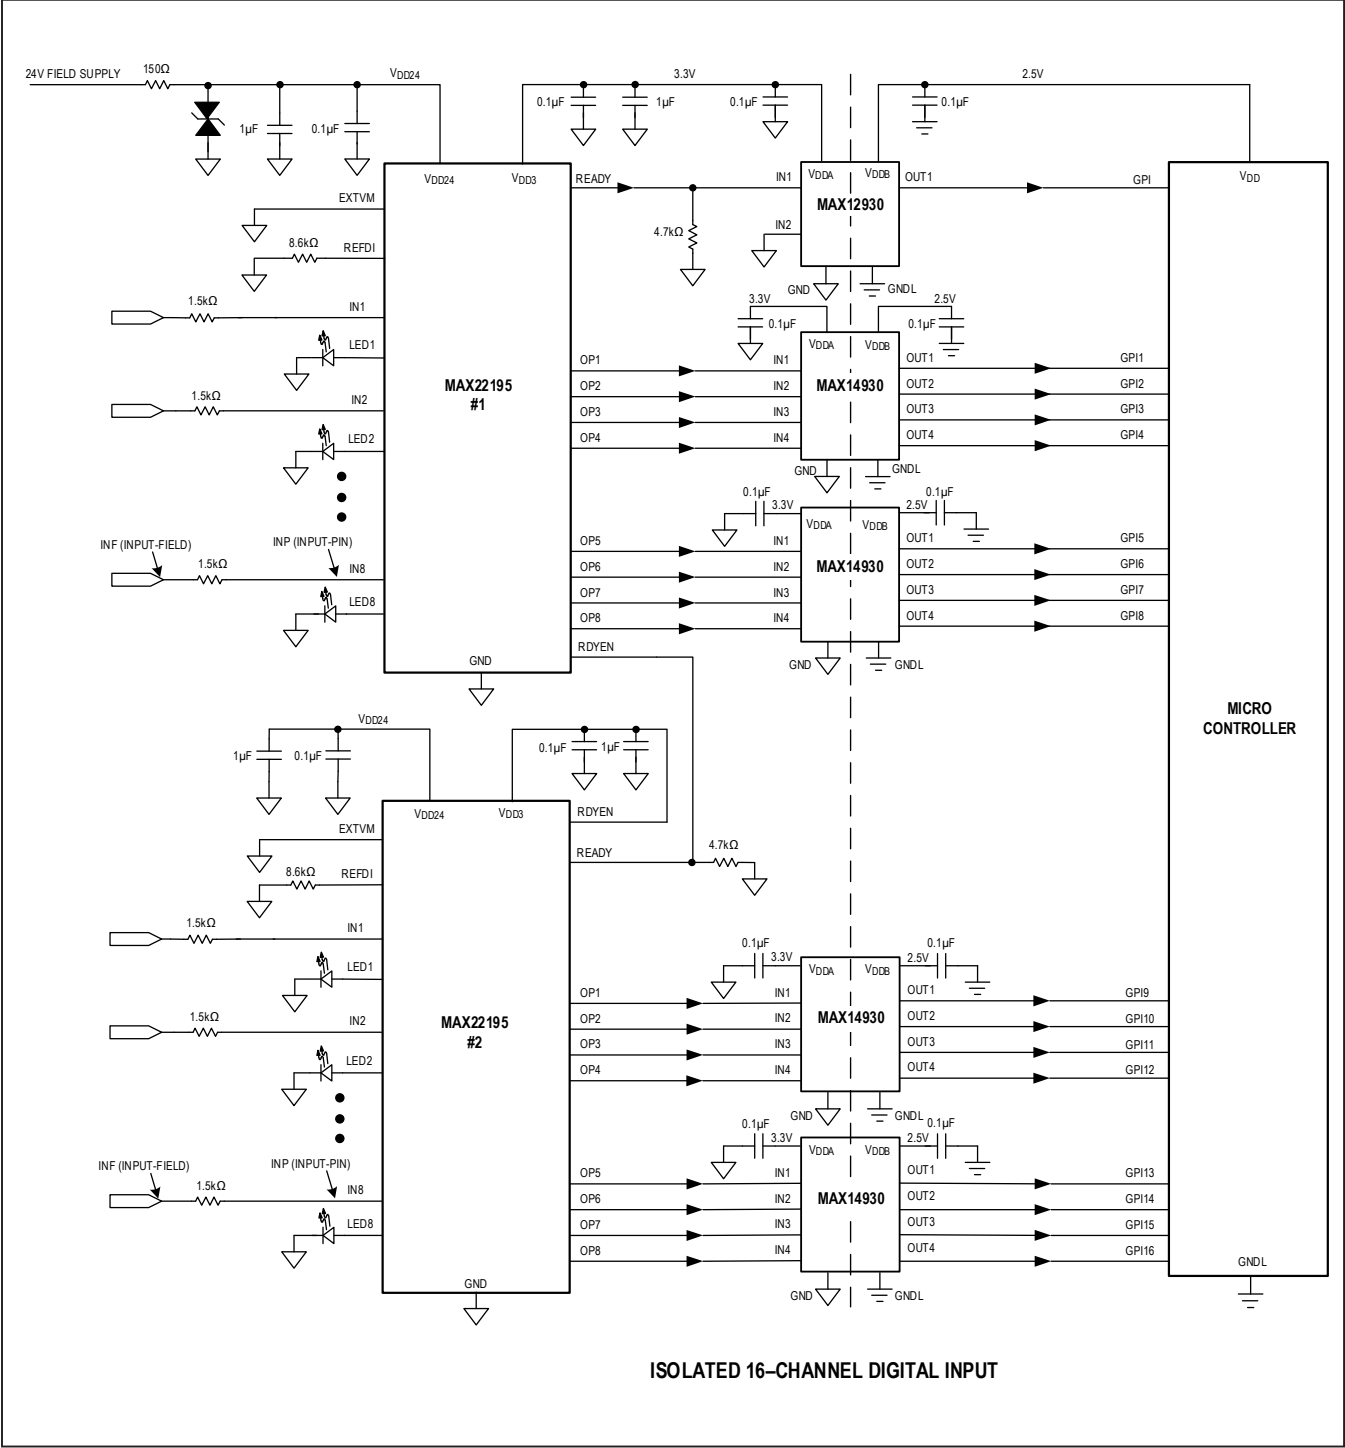 24V FIELD SUPPLY
150Ω
VDD24
1µF
0.1µF
3.3V
0.1µF
1µF
0.1µF
2.5V
0.1µF
VDD24
VDD3
EXTVM
8.6kΩ
REFDI
1.5kΩ
IN1
LED1
1.5kΩ
IN2
LED2
INF (INPUT-FIELD)
INP (INPUT-PIN)
1.5kΩ
IN8
LED8
MAX22195
#1
GND
READY
4.7kΩ
OP1
OP2
OP3
OP4
OP5
OP6
OP7
OP8
RDYEN
IN1
IN2
VDDA
VDDB
MAX12930
OUT1
GND
GNDL
GPI
3.3V
0.1µF
2.5V
0.1µF
VDDA
VDDB
MAX14930
IN1
IN2
IN3
IN4
OUT1
OUT2
OUT3
OUT4
GND
GNDL
GPI1
GPI2
GPI3
GPI4
0.1µF
3.3V
2.5V
0.1µF
VDDA
VDDB
MAX14930
IN1
IN2
IN3
IN4
OUT1
OUT2
OUT3
OUT4
GND
GNDL
GPI5
GPI6
GPI7
GPI8
VDD
MICRO
CONTROLLER
GNDL
VDD24
1µF
0.1µF
0.1µF
1µF
VDD24
VDD3
RDYEN
READY
4.7kΩ
EXTVM
8.6kΩ
REFDI
1.5kΩ
IN1
LED1
1.5kΩ
IN2
LED2
INF (INPUT-FIELD)
INP (INPUT-PIN)
1.5kΩ
IN8
LED8
MAX22195
#2
GND
OP1
OP2
OP3
OP4
OP5
OP6
OP7
OP8
0.1µF
3.3V
2.5V
0.1µF
VDDA
VDDB
MAX14930
IN1
IN2
IN3
IN4
OUT1
OUT2
OUT3
OUT4
GND
GNDL
GPI9
GPI10
GPI11
GPI12
0.1µF
3.3V
2.5V
0.1µF
VDDA
VDDB
MAX14930
IN1
IN2
IN3
IN4
OUT1
OUT2
OUT3
OUT4
GND
GNDL
GPI13
GPI14
GPI15
GPI16
ISOLATED 16–CHANNEL DIGITAL INPUT